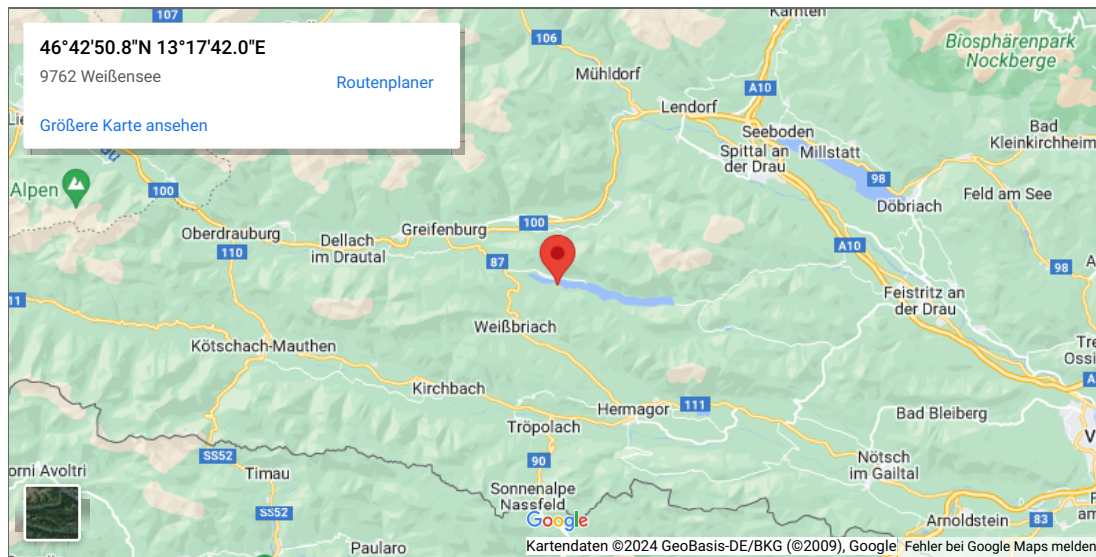 107
Kärnten
46°42'50.8"N 13°17'42.0"E
9762 Weißensee
Routenplaner
Größere Karte ansehen
106
Mühldorf
Biosphärenpark
Nockberge
A10
Lendorf
Seeboden
Spittal an
der Drau
Millstatt
Bad
Kleinkirchheim
98
Feld am See
Döbriach
Alpen
100
Oberdrauburg
110
Dellach
im Drautal
Greifenburg
100
87
A10
98
Feistritz an
der Drau
11
Weißbriach
Kötschach-Mauthen
Kirchbach
Hermagor
111
Bad Bleiberg
Tröpolach
SS52
Timau
90
Nötsch
im Gailtal
Sonnenalpe
Nassfeld
SS52
Google
Arnoldstein
83
Paularo
Kartendaten ©2024 GeoBasis-DE/BKG (©2009), Google
Fehler bei Google Maps melden